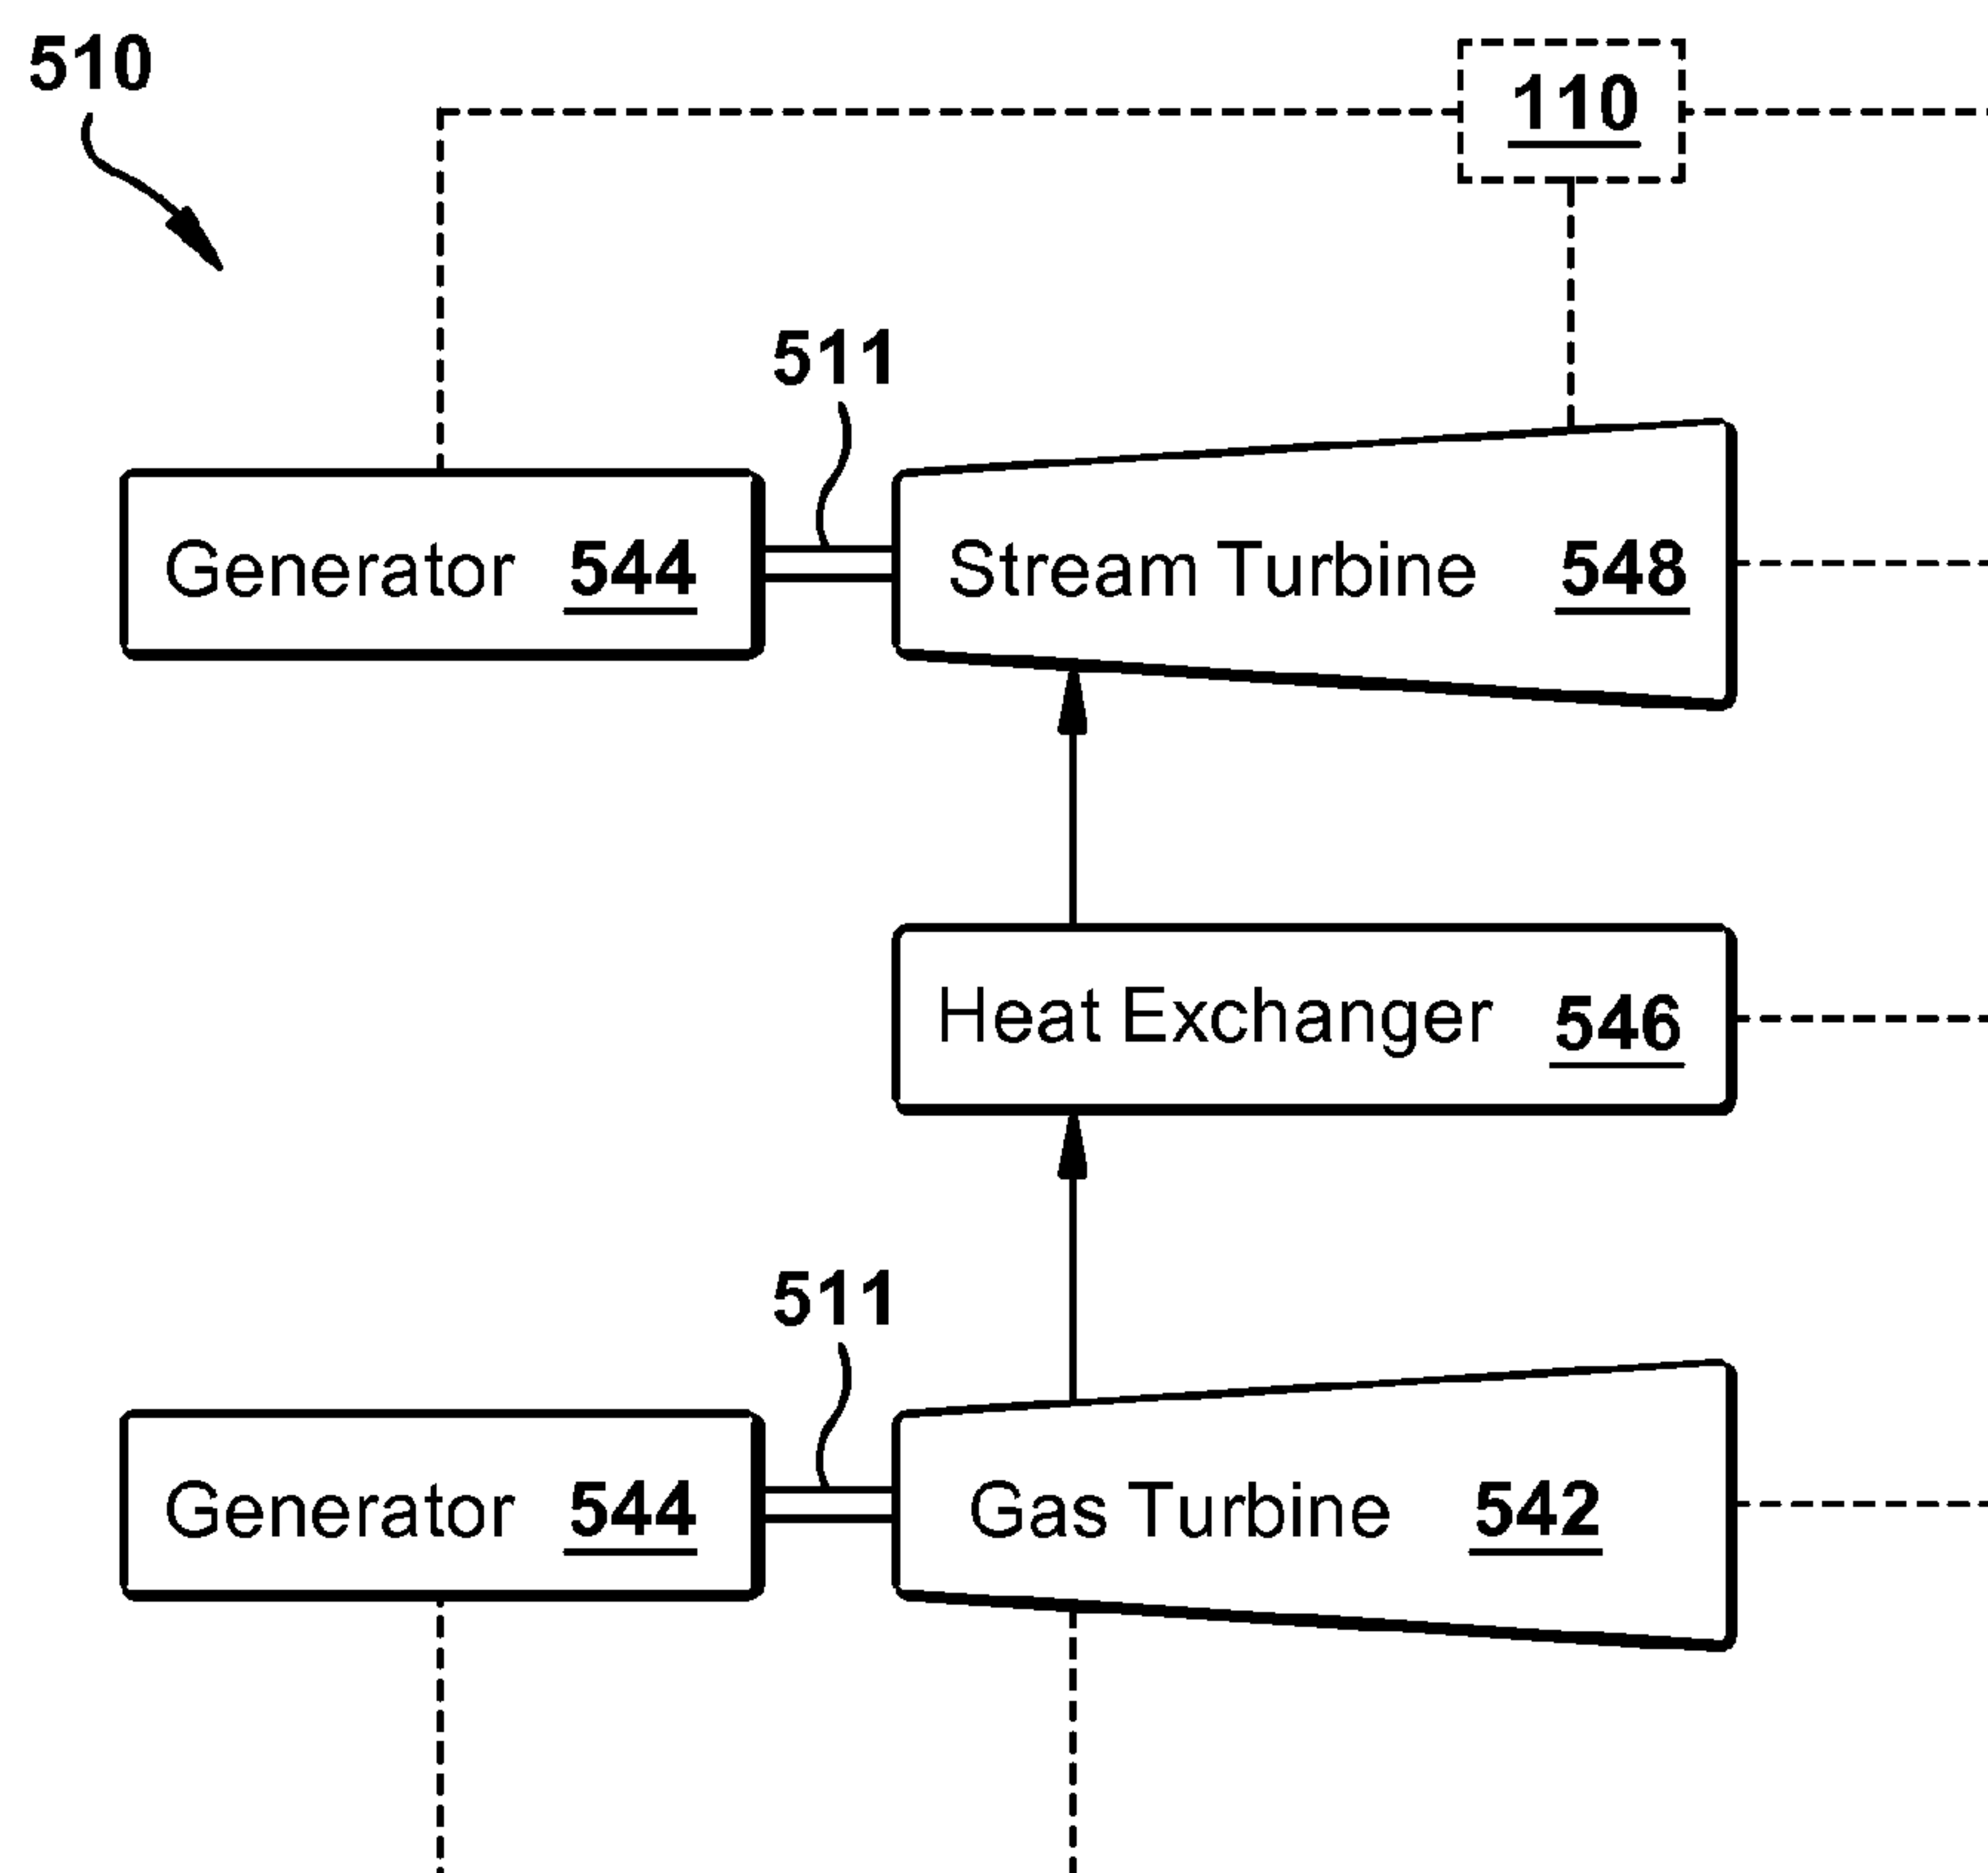 510
110
511
Generator 544
Stream Turbine 548
Heat Exchanger 546
511
Generator 544
Gas Turbine 542